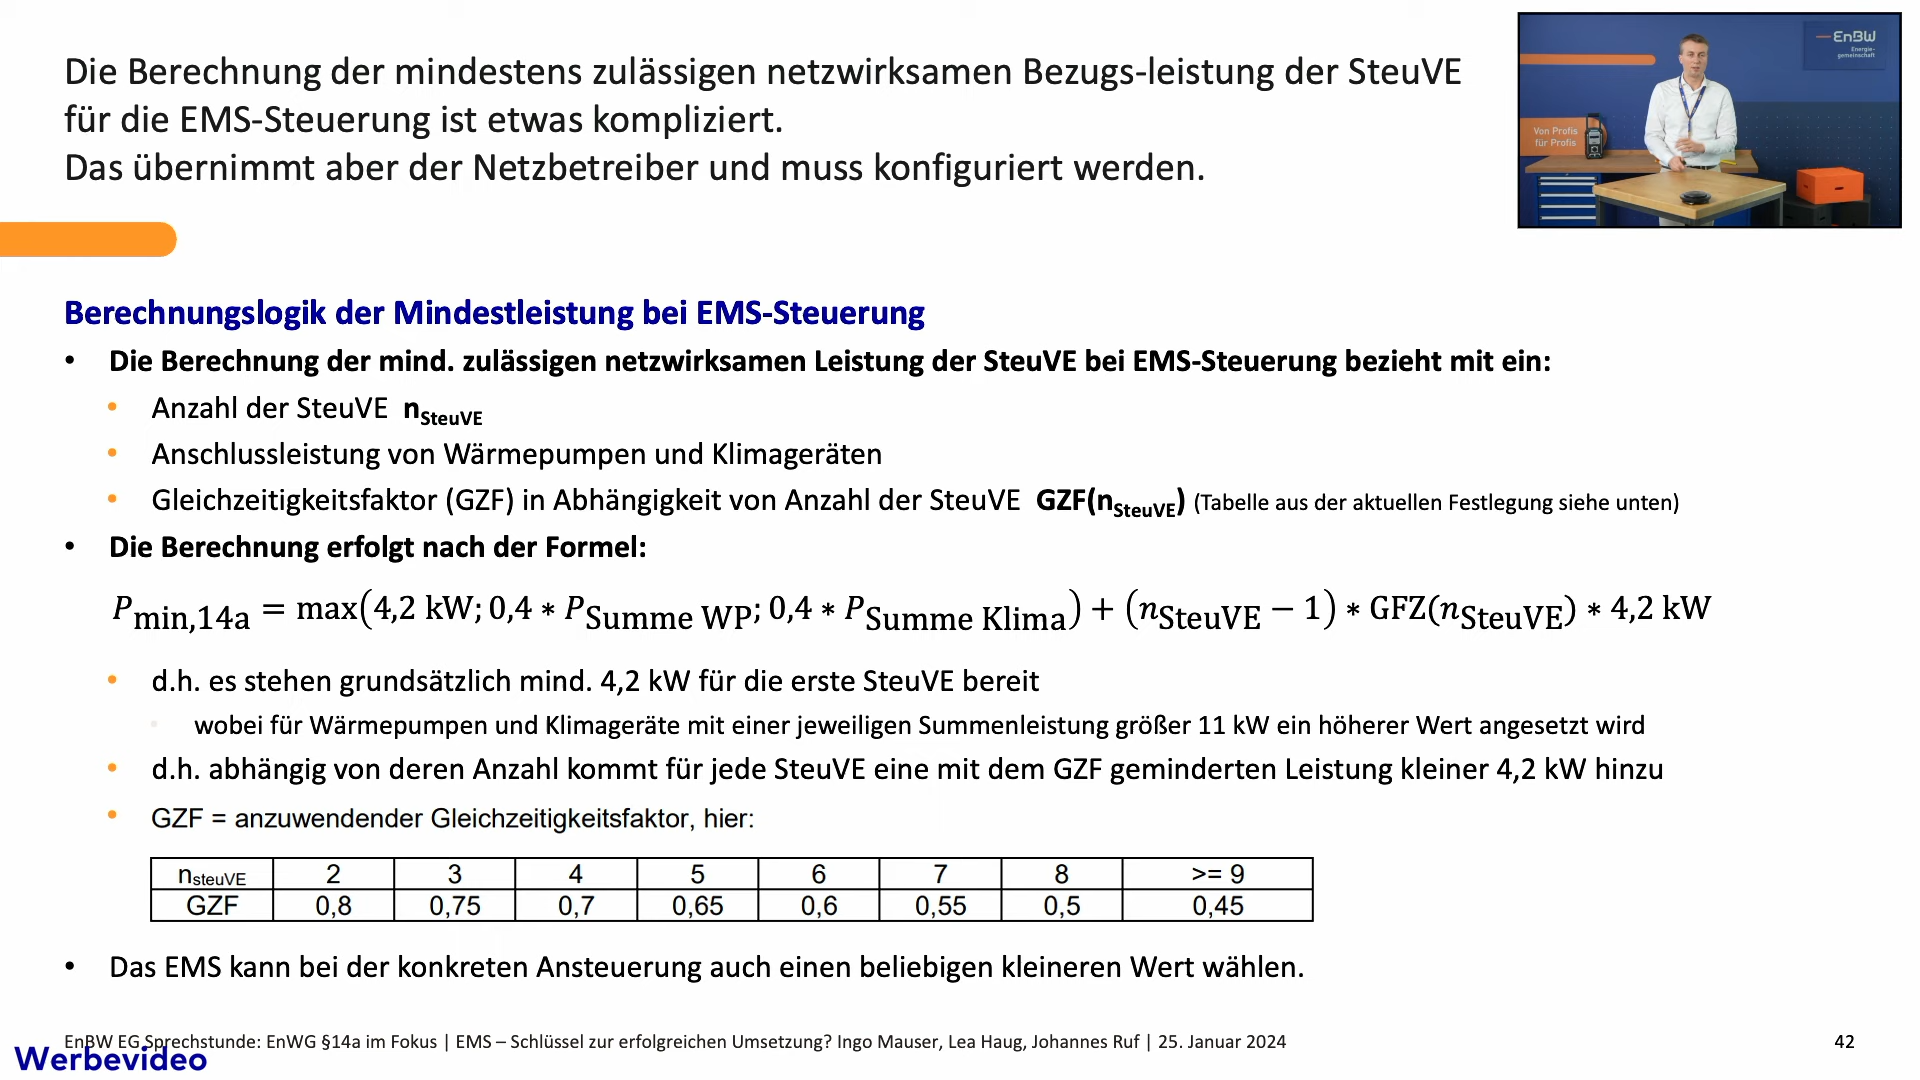 Die Berechnung der mindestens zulässigen netzwirksamen Bezugs-leistung der SteuVE
für die EMS-Steuerung ist etwas kompliziert.
Das übernimmt aber der Netzbetreiber und muss konfiguriert werden.
EnBW
Energie-
gemeinschaft
Von Profis
für Profis
Berechnungslogik der Mindestleistung bei EMS-Steuerung
• Die Berechnung der mind. zulässigen netzwirksamen Leistung der SteuVE bei EMS-Steuerung bezieht mit ein:
• Anzahl der SteuVE n_SteuVE
• Anschlussleistung von Wärmepumpen und Klimageräten
• Gleichzeitigkeitsfaktor (GZF) in Abhängigkeit von Anzahl der SteuVE GZF(n_SteuVE) (Tabelle aus der aktuellen Festlegung siehe unten)
• Die Berechnung erfolgt nach der Formel:
P_min,14a = max(4,2 kW; 0,4 * P_Summe WP; 0,4 * P_Summe Klima) + (n_SteuVE − 1) * GFZ(n_SteuVE) * 4,2 kW
• d.h. es stehen grundsätzlich mind. 4,2 kW für die erste SteuVE bereit
• wobei für Wärmepumpen und Klimageräte mit einer jeweiligen Summenleistung größer 11 kW ein höherer Wert angesetzt wird
• d.h. abhängig von deren Anzahl kommt für jede SteuVE eine mit dem GZF geminderten Leistung kleiner 4,2 kW hinzu
• GZF = anzuwendender Gleichzeitigkeitsfaktor, hier:
n_steuVE 2 3 4 5 6 7 8 >= 9
GZF 0,8 0,75 0,7 0,65 0,6 0,55 0,5 0,45
• Das EMS kann bei der konkreten Ansteuerung auch einen beliebigen kleineren Wert wählen.
EnBW EG Sprechstunde: EnWG §14a im Fokus | EMS – Schlüssel zur erfolgreichen Umsetzung? Ingo Mauser, Lea Haug, Johannes Ruf | 25. Januar 2024
42
Werbevideo